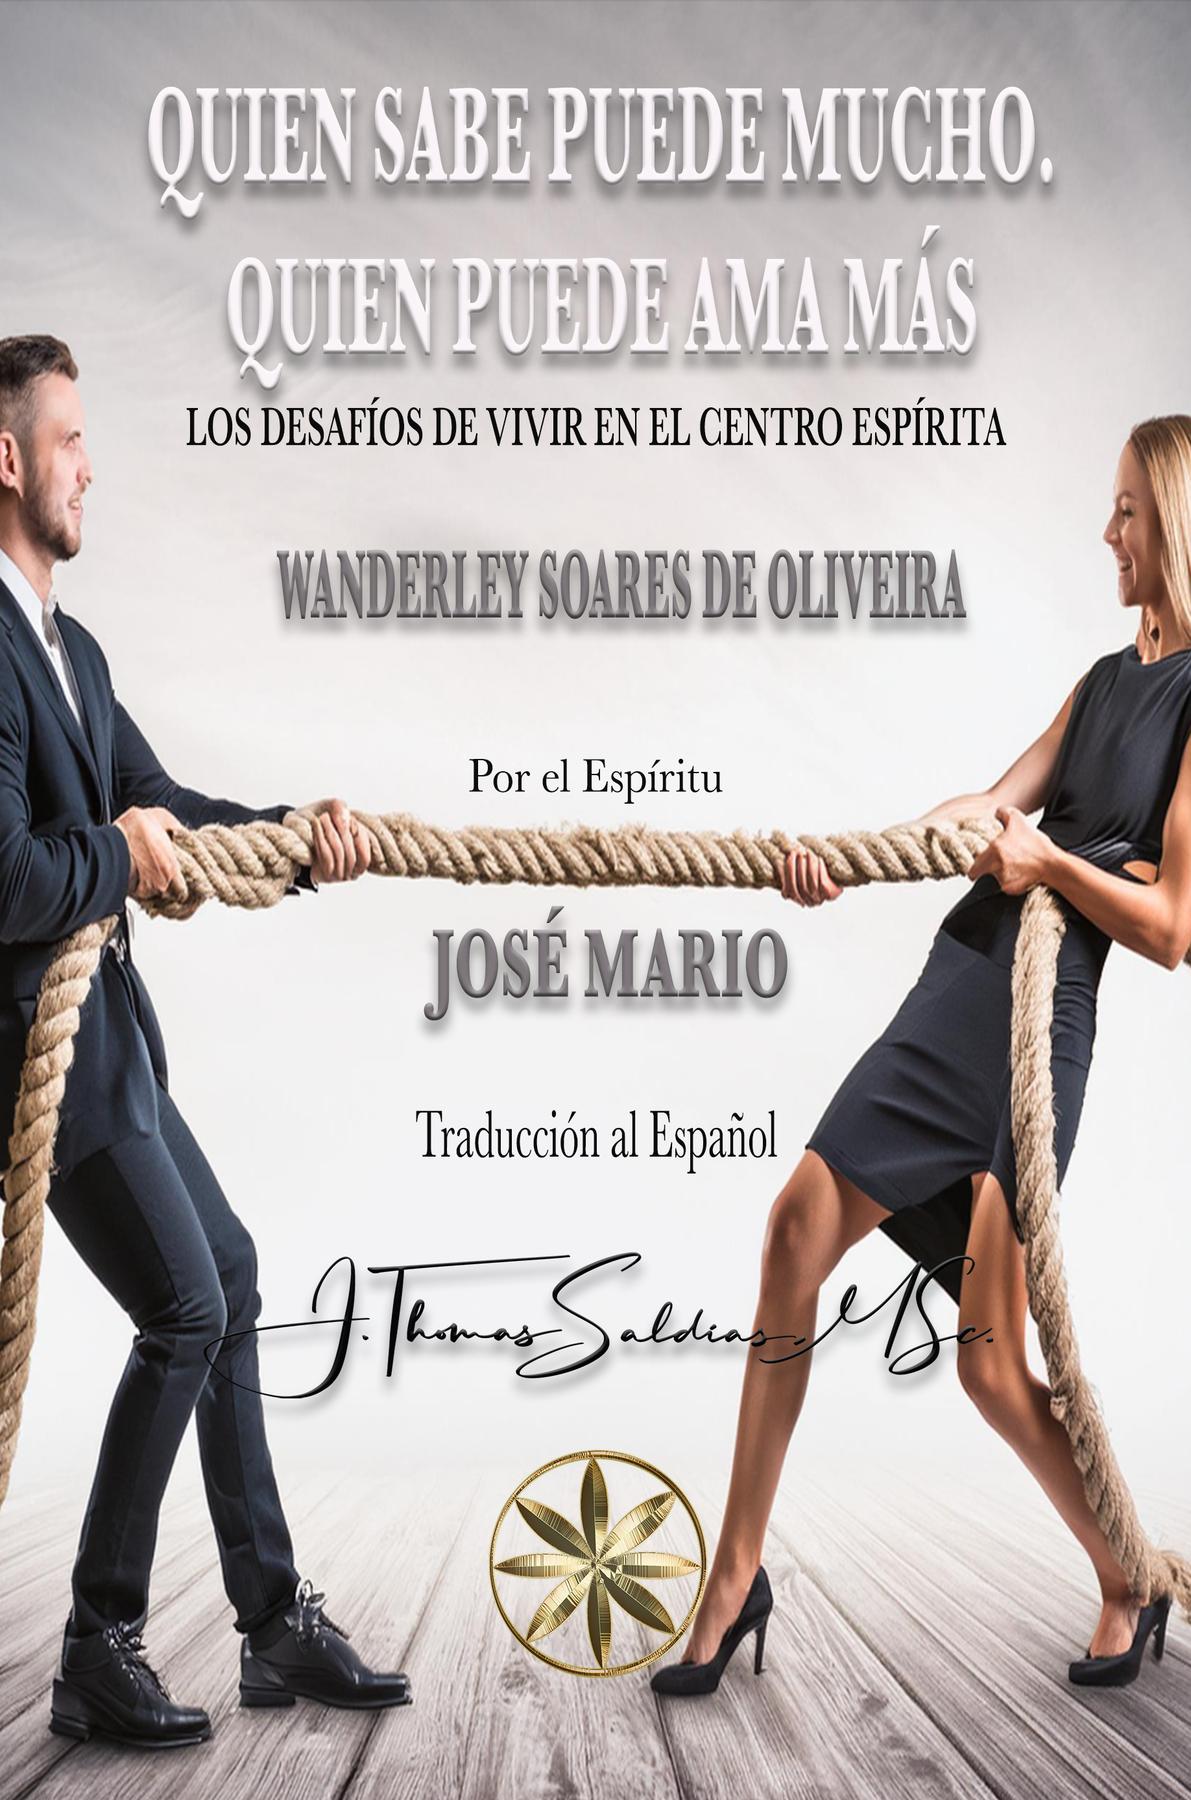 QUIEN SABE PUEDE MUCHO.
QUIEN PUEDE AMA MÁS
LOS DESAFÍOS DE VIVIR EN EL CENTRO ESPÍRITA
WANDERLEY SOARES DE OLIVEIRA
Por el Espíritu
JOSÉ MARIO
Traducción al Español
J. Thomas Saldias, MSc.